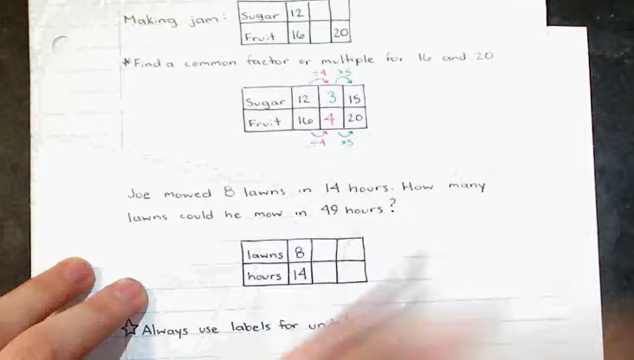 Making jam:
Sugar 12
Fruit 16 20
*Find a common factor or multiple for 16 and 20
÷4 ×5
Sugar 12 3 15
Fruit 16 4 20
÷4 ×5
Joe mowed 8 lawns in 14 hours. How many
lawns could he mow in 49 hours?
lawns 8
hours 14
☆Always use labels for